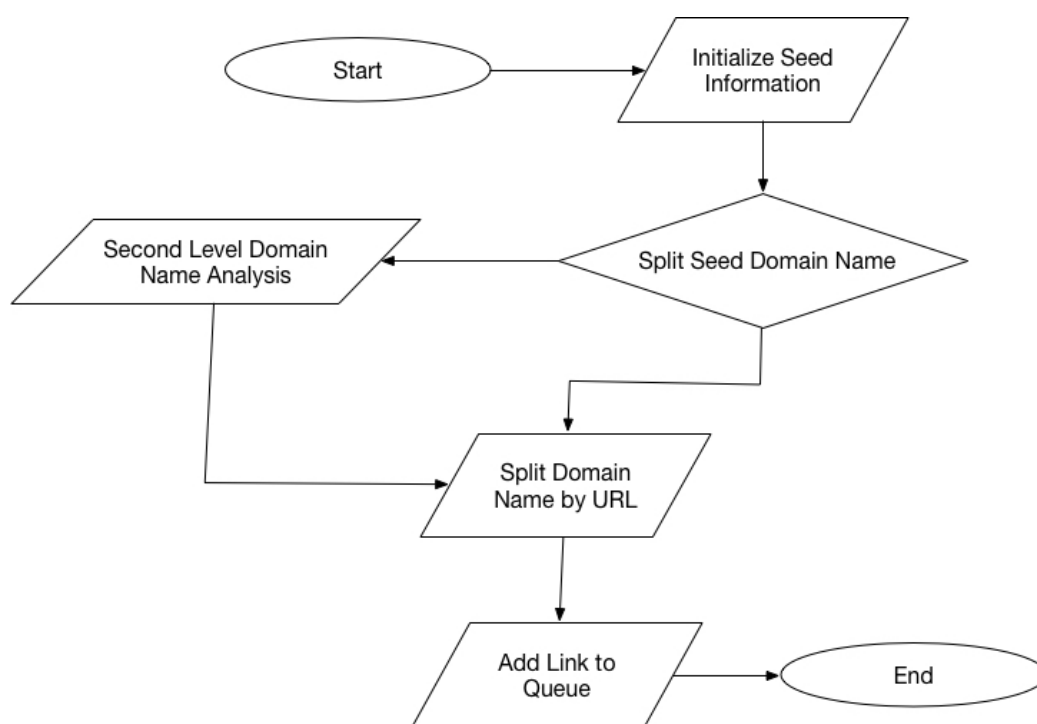 Start
Initialize Seed
Information
Split Seed Domain Name
Second Level Domain
Name Analysis
Split Domain
Name by URL
Add Link to
Queue
End